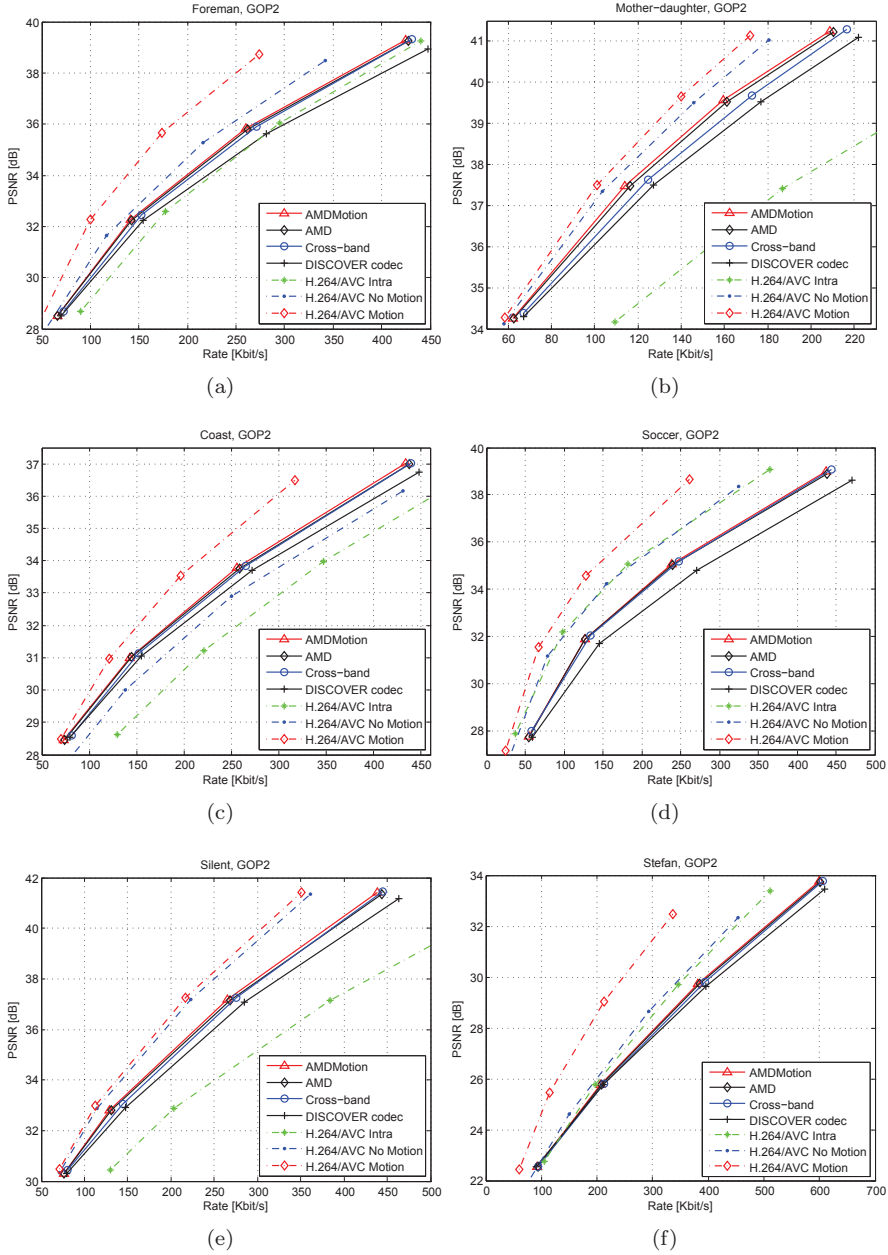 Foreman, GOP2
40
38
36
34
32
30
28
PSNR [dB]
50 100 150 200 250 300 350 400 450
Rate [Kbit/s]
AMDMotion
AMD
Cross−band
DISCOVER codec
H.264/AVC Intra
H.264/AVC No Motion
H.264/AVC Motion
(a)
Mother−daughter, GOP2
41
40
39
38
37
36
35
34
PSNR [dB]
60 80 100 120 140 160 180 200 220
Rate [Kbit/s]
AMDMotion
AMD
Cross−band
DISCOVER codec
H.264/AVC Intra
H.264/AVC No Motion
H.264/AVC Motion
(b)
Coast, GOP2
37
36
35
34
33
32
31
30
29
28
PSNR [dB]
50 100 150 200 250 300 350 400 450
Rate [Kbit/s]
AMDMotion
AMD
Cross−band
DISCOVER codec
H.264/AVC Intra
H.264/AVC No Motion
H.264/AVC Motion
(c)
Soccer, GOP2
40
38
36
34
32
30
28
PSNR [dB]
0 50 100 150 200 250 300 350 400 450 500
Rate [Kbit/s]
AMDMotion
AMD
Cross−band
DISCOVER codec
H.264/AVC Intra
H.264/AVC No Motion
H.264/AVC Motion
(d)
Silent, GOP2
42
40
38
36
34
32
30
PSNR [dB]
50 100 150 200 250 300 350 400 450 500
Rate [Kbit/s]
AMDMotion
AMD
Cross−band
DISCOVER codec
H.264/AVC Intra
H.264/AVC No Motion
H.264/AVC Motion
(e)
Stefan, GOP2
34
32
30
28
26
24
22
PSNR [dB]
0 100 200 300 400 500 600 700
Rate [Kbit/s]
AMDMotion
AMD
Cross−band
DISCOVER codec
H.264/AVC Intra
H.264/AVC No Motion
H.264/AVC Motion
(f)